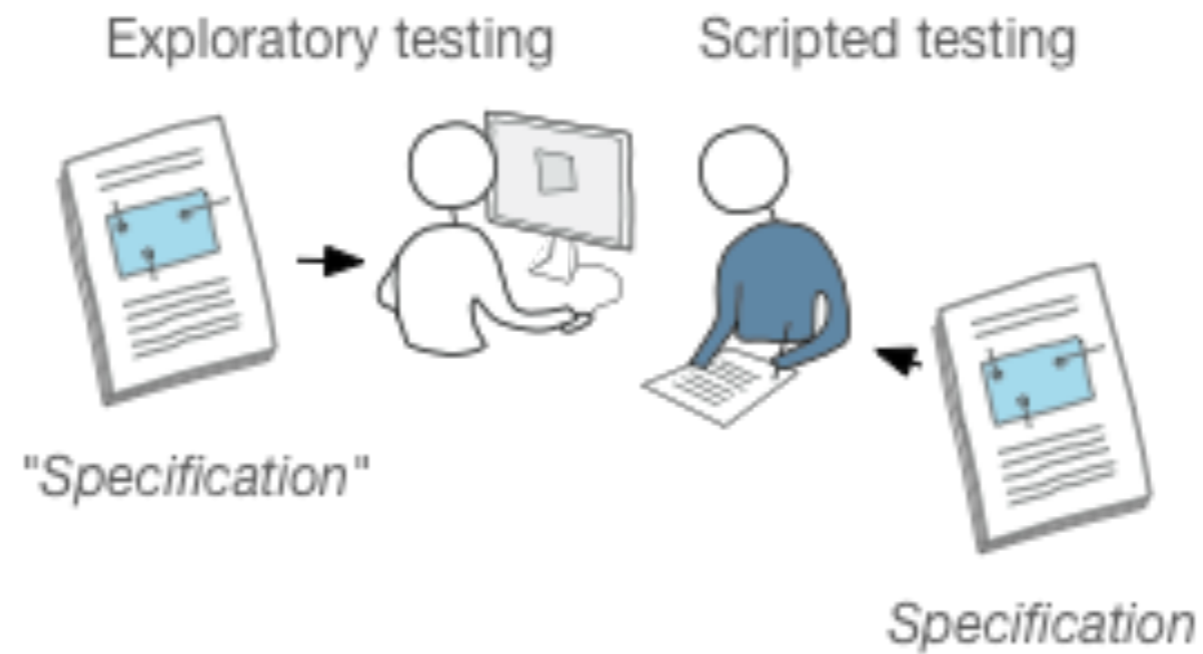 Exploratory testing
Scripted testing
"Specification"
Specification